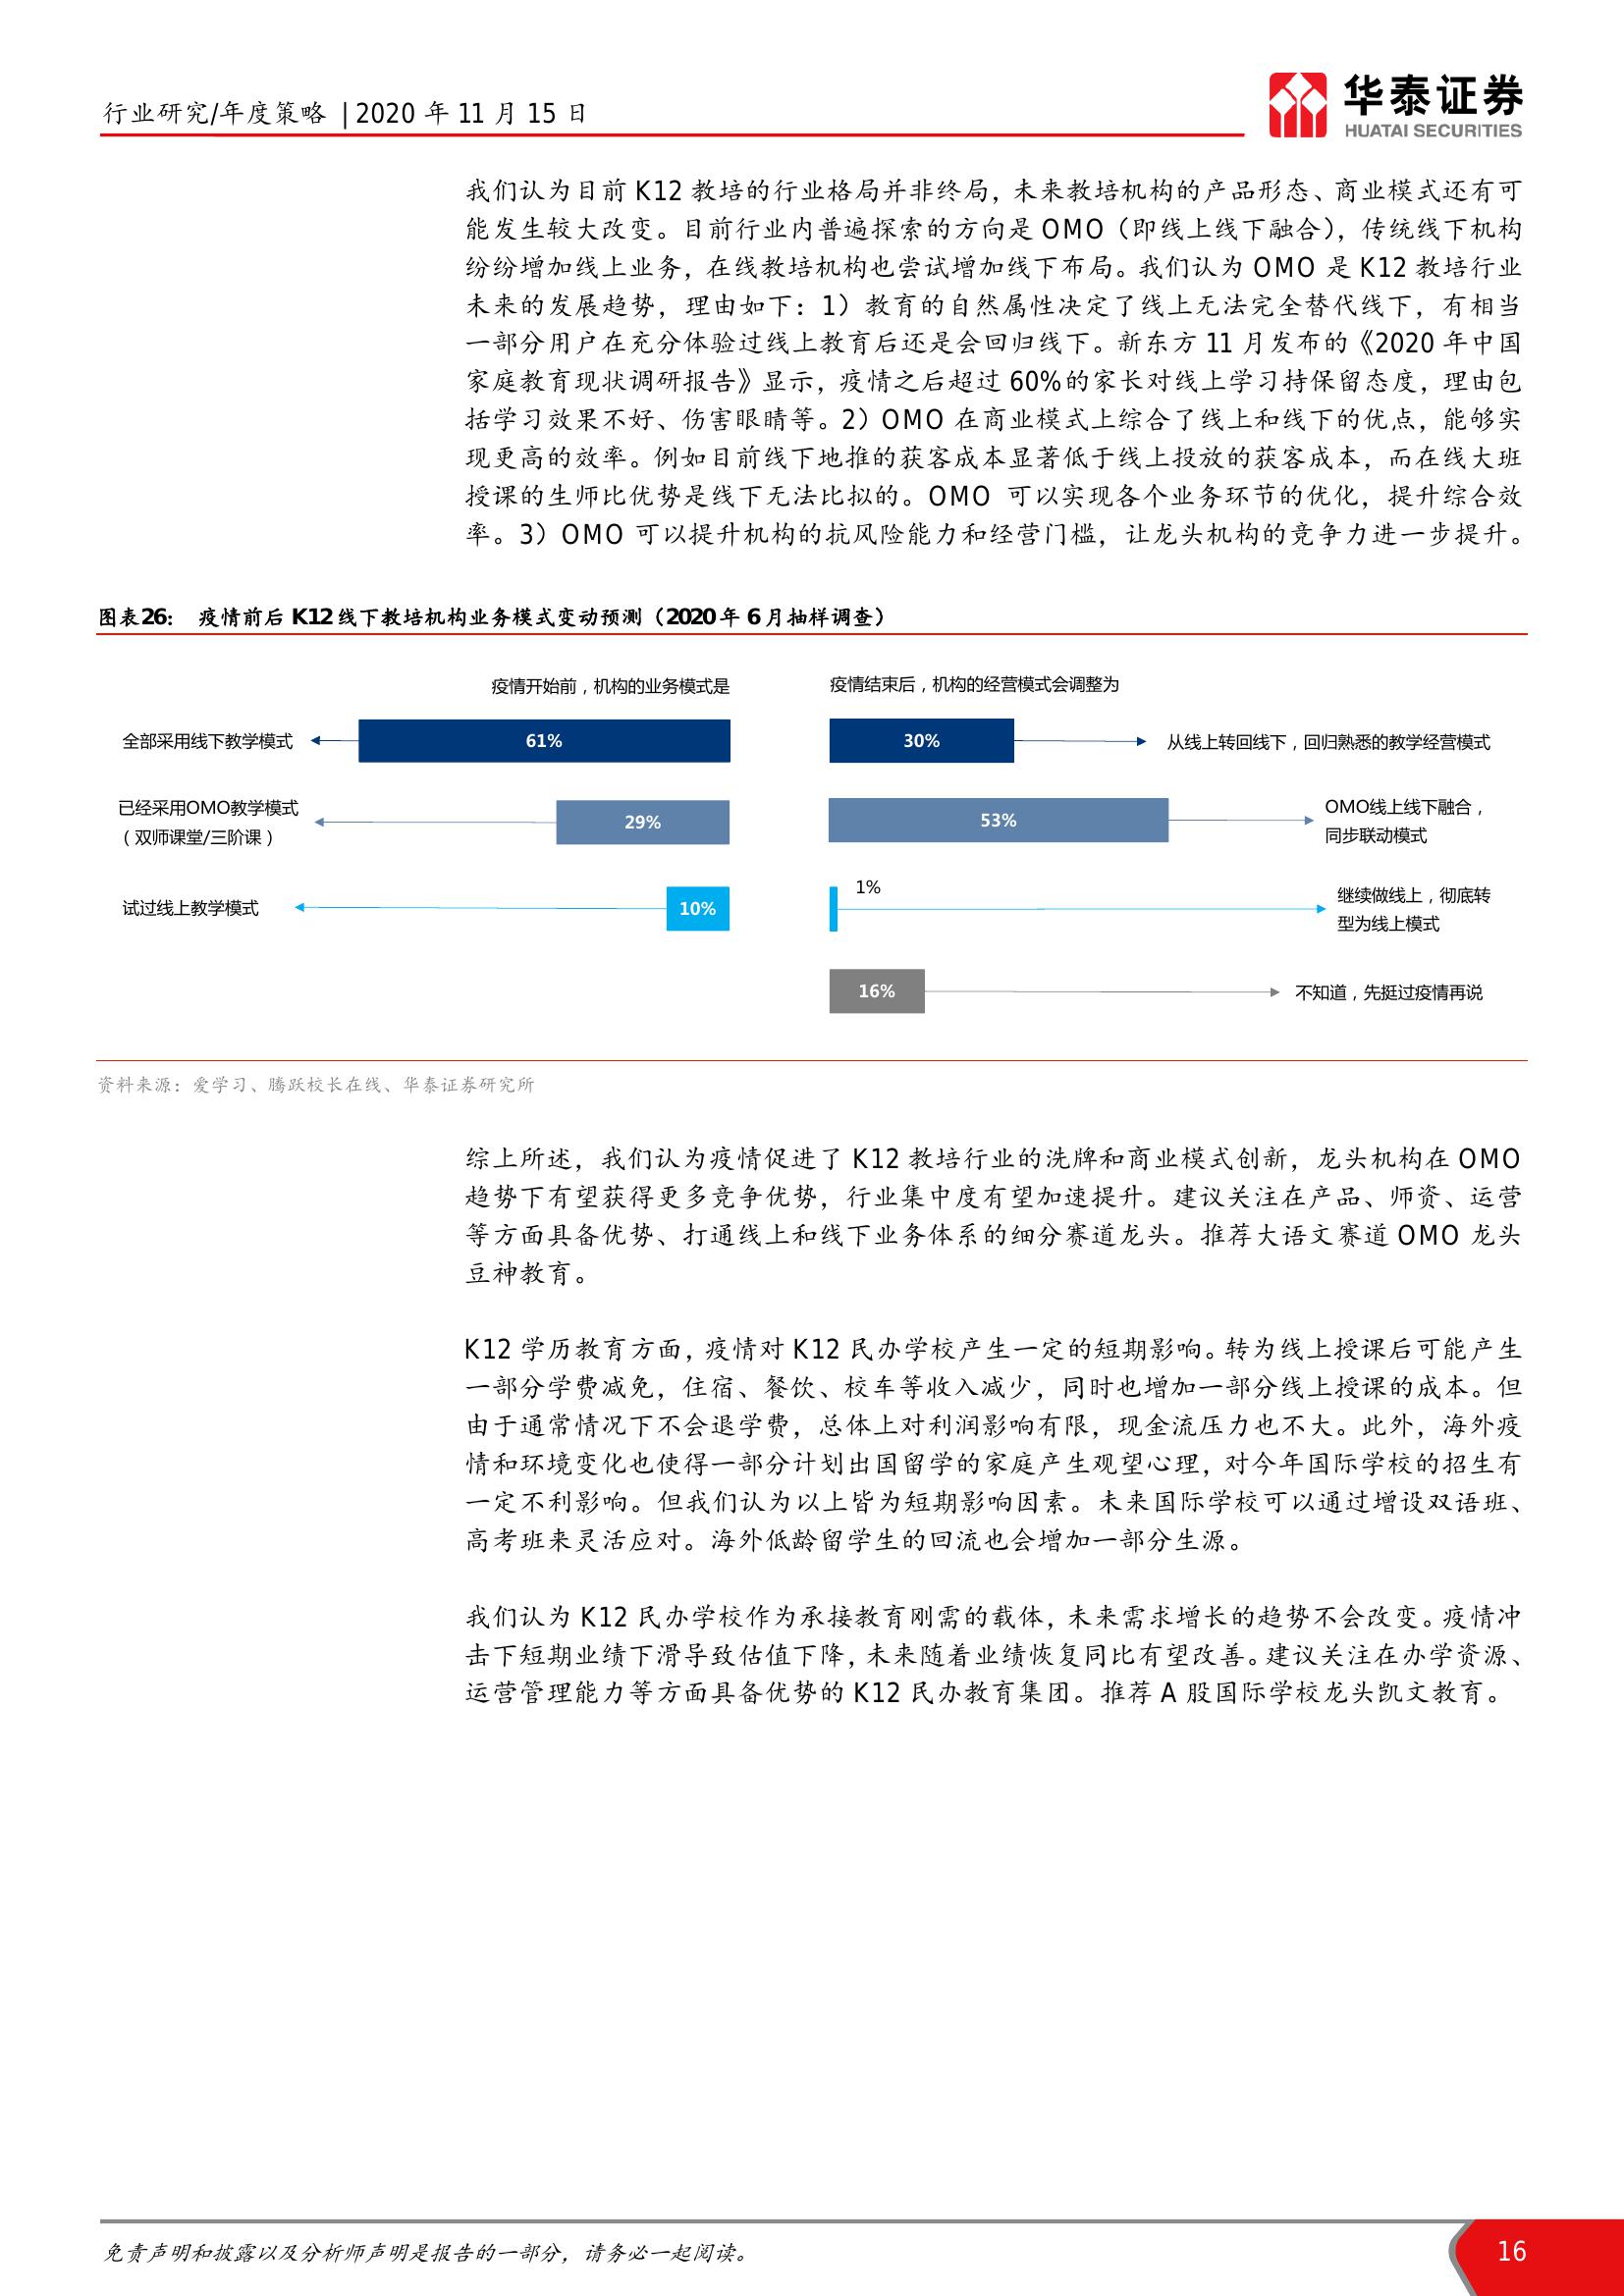 行业研究/年度策略 | 2020 年 11 月 15 日
华泰证券
HUATAI SECURITIES
我们认为目前 K12 教培的行业格局并非终局，未来教培机构的产品形态、商业模式还有可
能发生较大改变。目前行业内普遍探索的方向是 OMO（即线上线下融合），传统线下机构
纷纷增加线上业务，在线教培机构也尝试增加线下布局。我们认为 OMO 是 K12 教培行业
未来的发展趋势，理由如下：1）教育的自然属性决定了线上无法完全替代线下，有相当
一部分用户在充分体验过线上教育后还是会回归线下。新东方 11 月发布的《2020 年中国
家庭教育现状调研报告》显示，疫情之后超过 60%的家长对线上学习持保留态度，理由包
括学习效果不好、伤害眼睛等。2）OMO 在商业模式上综合了线上和线下的优点，能够实
现更高的效率。例如目前线下地推的获客成本显著低于线上投放的获客成本，而在线大班
授课的生师比优势是线下无法比拟的。OMO 可以实现各个业务环节的优化，提升综合效
率。3）OMO 可以提升机构的抗风险能力和经营门槛，让龙头机构的竞争力进一步提升。
图表26： 疫情前后 K12 线下教培机构业务模式变动预测（2020 年 6 月抽样调查）
疫情开始前，机构的业务模式是
全部采用线下教学模式
61%
已经采用OMO教学模式
（双师课堂/三阶课）
29%
试过线上教学模式
10%
疫情结束后，机构的经营模式会调整为
30%
从线上转回线下，回归熟悉的教学经营模式
53%
OMO线上线下融合，
同步联动模式
1%
继续做线上，彻底转
型为线上模式
16%
不知道，先挺过疫情再说
资料来源：爱学习、腾跃校长在线、华泰证券研究所
综上所述，我们认为疫情促进了 K12 教培行业的洗牌和商业模式创新，龙头机构在 OMO
趋势下有望获得更多竞争优势，行业集中度有望加速提升。建议关注在产品、师资、运营
等方面具备优势、打通线上和线下业务体系的细分赛道龙头。推荐大语文赛道 OMO 龙头
豆神教育。
K12 学历教育方面，疫情对 K12 民办学校产生一定的短期影响。转为线上授课后可能产生
一部分学费减免，住宿、餐饮、校车等收入减少，同时也增加一部分线上授课的成本。但
由于通常情况下不会退学费，总体上对利润影响有限，现金流压力也不大。此外，海外疫
情和环境变化也使得一部分计划出国留学的家庭产生观望心理，对今年国际学校的招生有
一定不利影响。但我们认为以上皆为短期影响因素。未来国际学校可以通过增设双语班、
高考班来灵活应对。海外低龄留学生的回流也会增加一部分生源。
我们认为 K12 民办学校作为承接教育刚需的载体，未来需求增长的趋势不会改变。疫情冲
击下短期业绩下滑导致估值下降，未来随着业绩恢复同比有望改善。建议关注在办学资源、
运营管理能力等方面具备优势的 K12 民办教育集团。推荐 A 股国际学校龙头凯文教育。
免责声明和披露以及分析师声明是报告的一部分，请务必一起阅读。
16